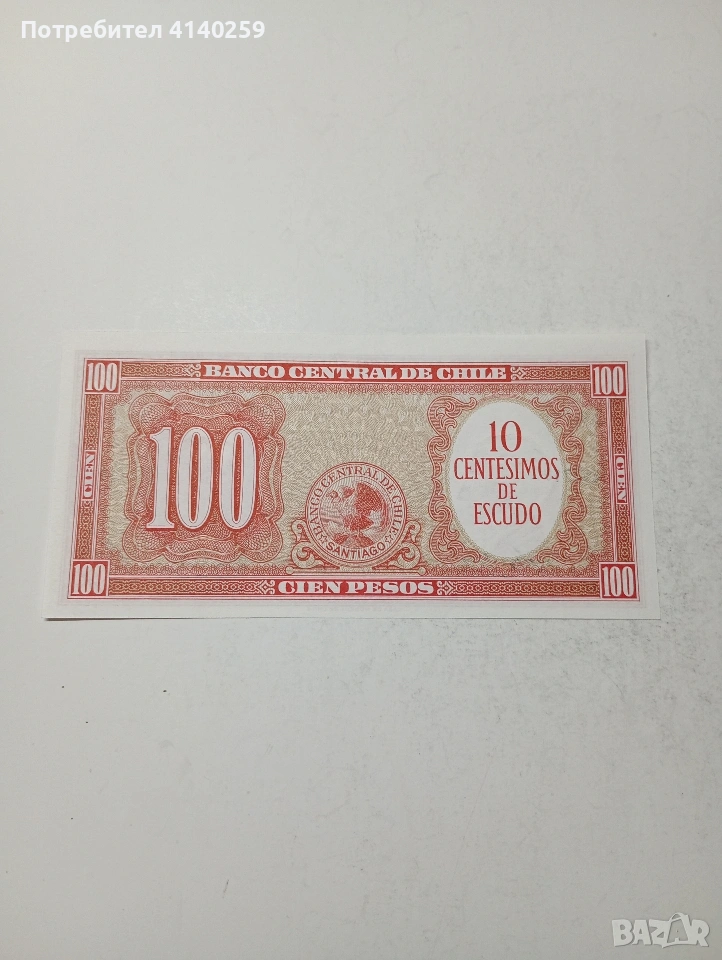 Потребител 4140259
100 BANCO CENTRAL DE CHILE 100
CIEN
100
BANCO CENTRAL DE CHILE
SANTIAGO
10
CENTESIMOS
DE
ESCUDO
CIEN
100 CIEN PESOS 100
BAZAR